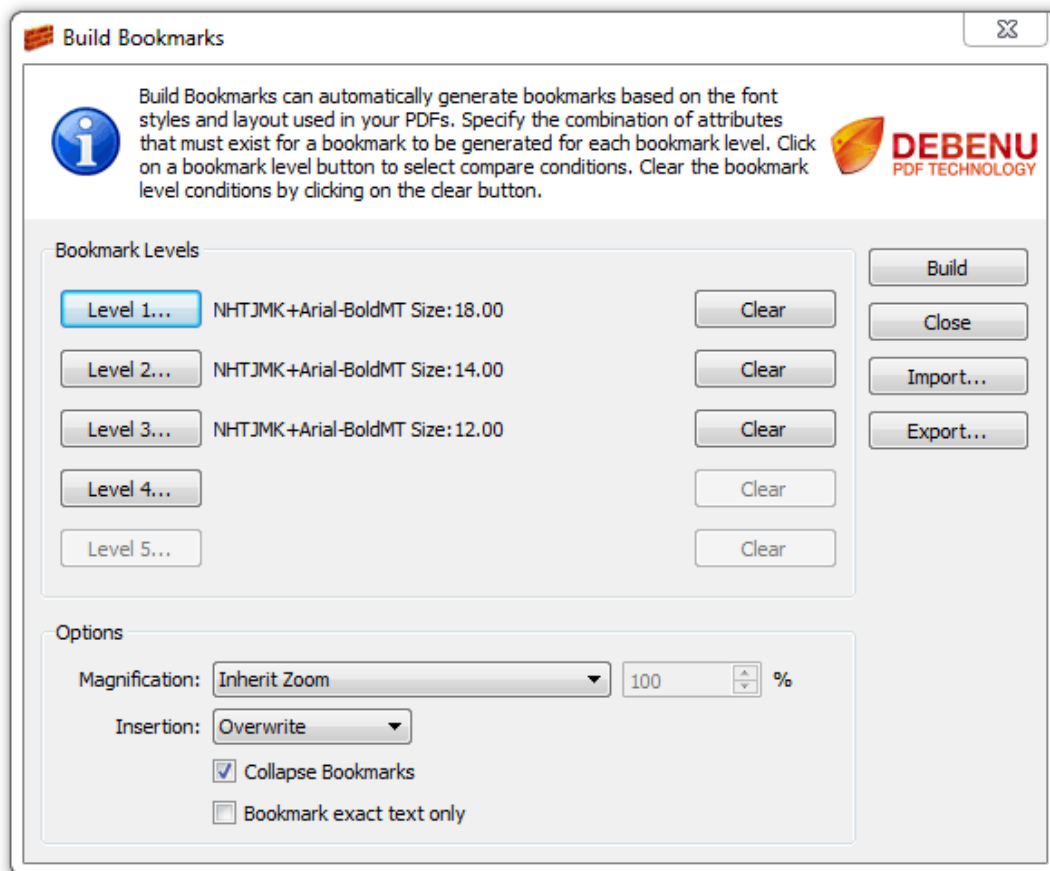 Build Bookmarks
Build Bookmarks can automatically generate bookmarks based on the font
styles and layout used in your PDFs. Specify the combination of attributes
that must exist for a bookmark to be generated for each bookmark level. Click
on a bookmark level button to select compare conditions. Clear the bookmark
level conditions by clicking on the clear button.
DEBENU
PDF TECHNOLOGY
Bookmark Levels
Level 1... NHTJMK+Arial-BoldMT Size:18.00 Clear
Level 2... NHTJMK+Arial-BoldMT Size:14.00 Clear
Level 3... NHTJMK+Arial-BoldMT Size:12.00 Clear
Level 4... Clear
Level 5... Clear
Build
Close
Import...
Export...
Options
Magnification: Inherit Zoom 100 %
Insertion: Overwrite
Collapse Bookmarks
Bookmark exact text only